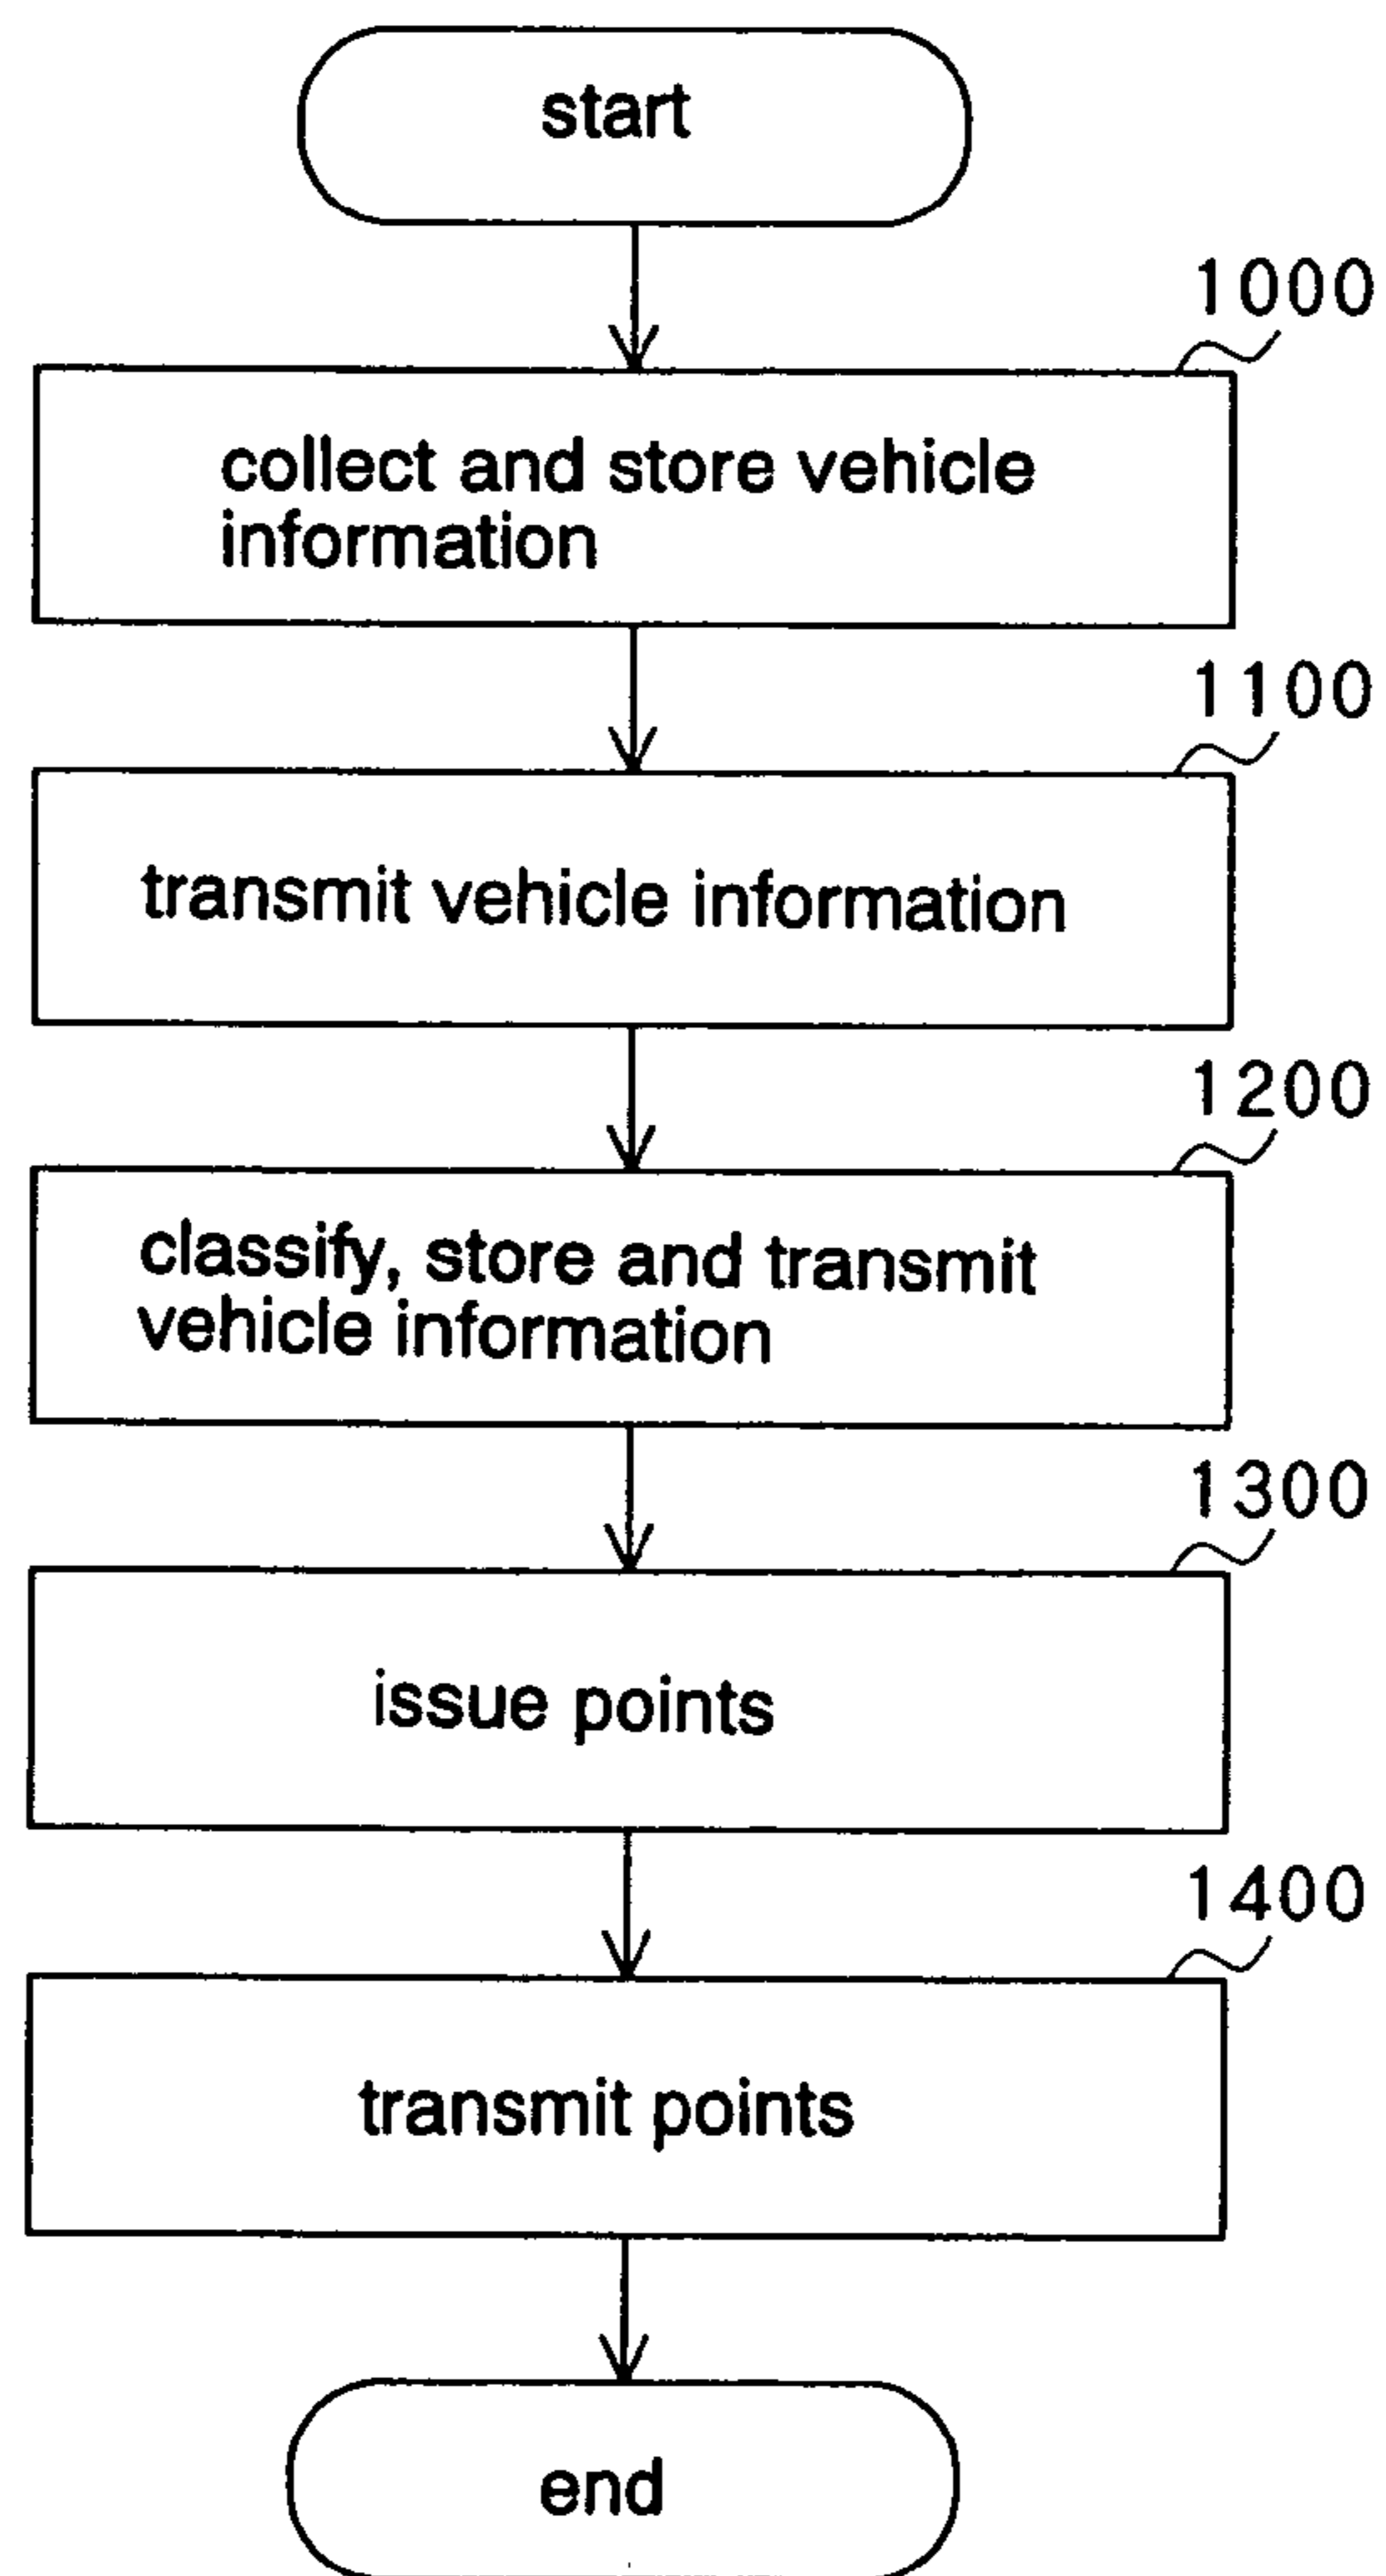 start
1000
collect and store vehicle
information
1100
transmit vehicle information
1200
classify, store and transmit
vehicle information
1300
issue points
1400
transmit points
end